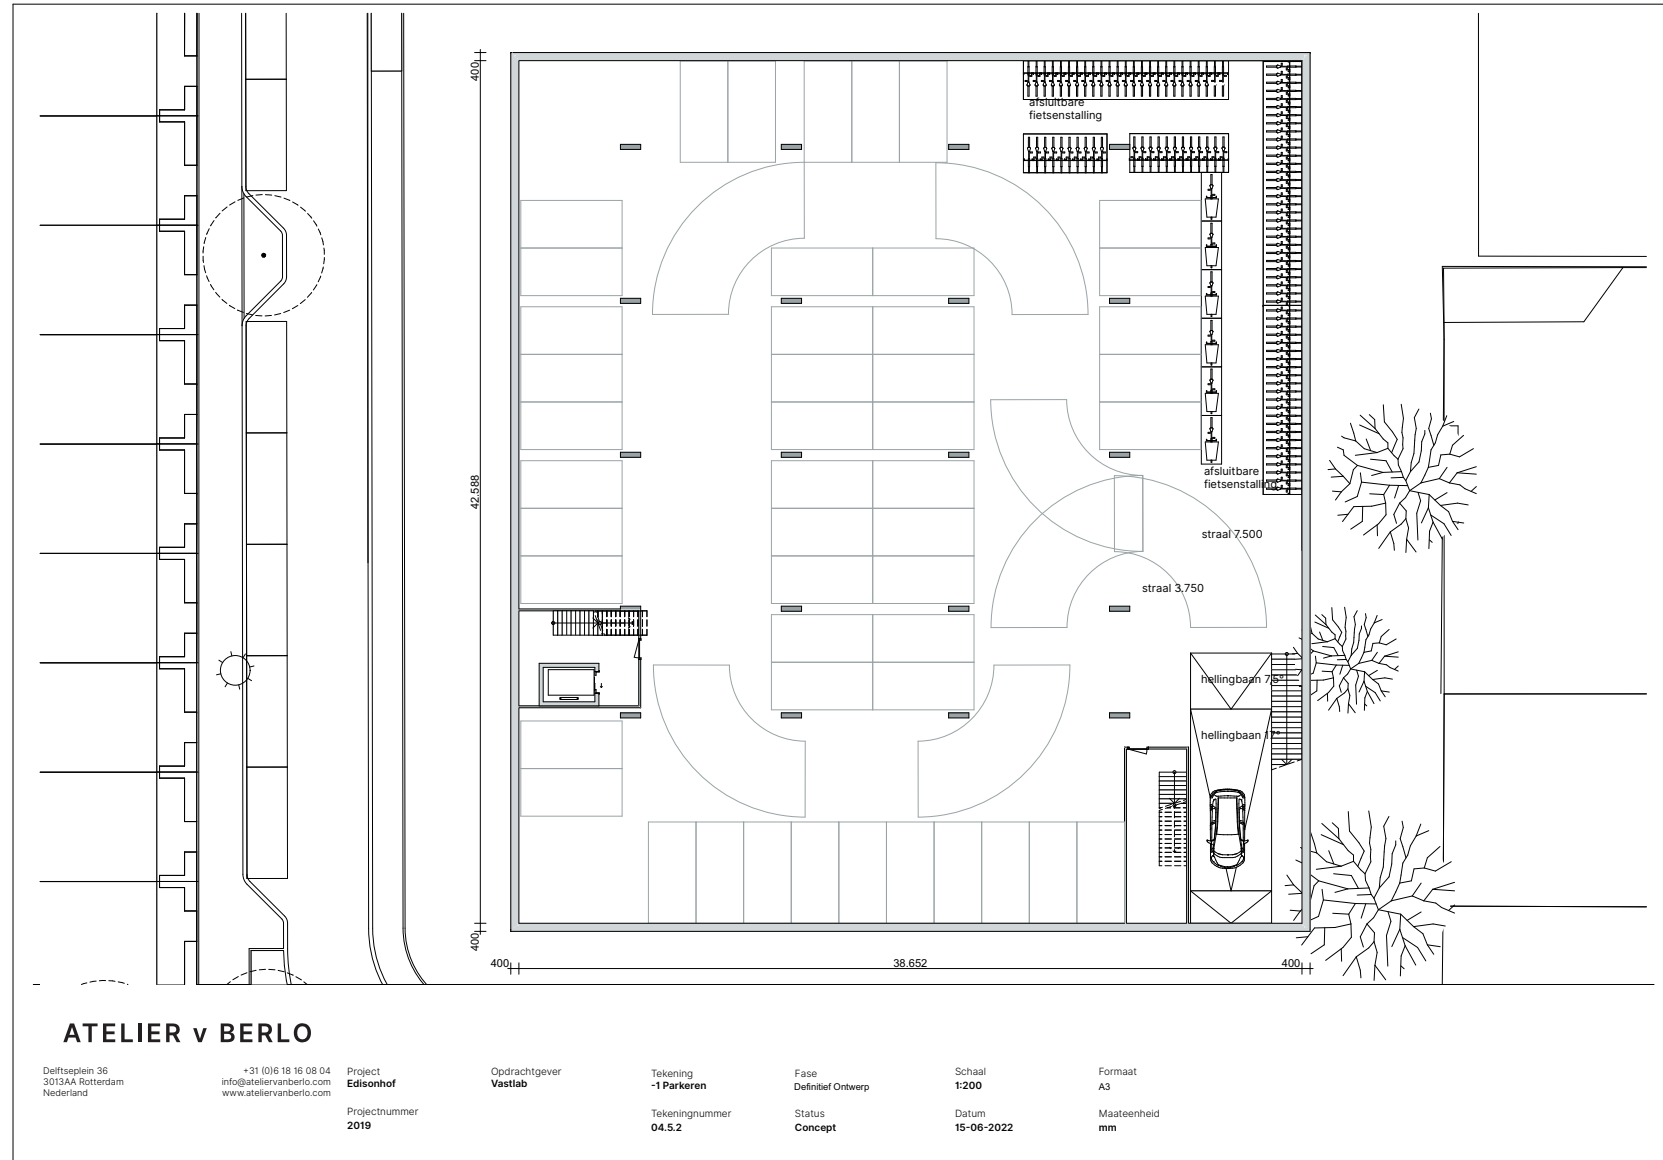 400
afsluitbare
fietsenstalling
42.588
afsluitbare
fietsenstalling
straal 7.500
straal 3.750
hellingbaan 7,5°
hellingbaan 17°
400
400
38.652
400
ATELIER v BERLO
Delftseplein 36
3013AA Rotterdam
Nederland
+31 (0)6 18 16 08 04
info@ateliervanberlo.com
www.ateliervanberlo.com
Project
Edisonhof
Projectnummer
2019
Opdrachtgever
Vastlab
Tekening
-1 Parkeren
Tekeningnummer
04.5.2
Fase
Definitief Ontwerp
Status
Concept
Schaal
1:200
Datum
15-06-2022
Formaat
A3
Maateenheid
mm